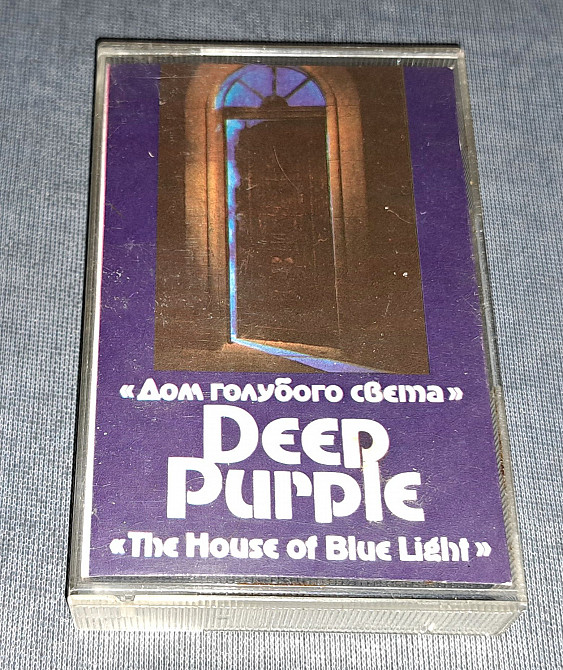 «Дом голубого света»
Deep
Purple
«The House of Blue Light»